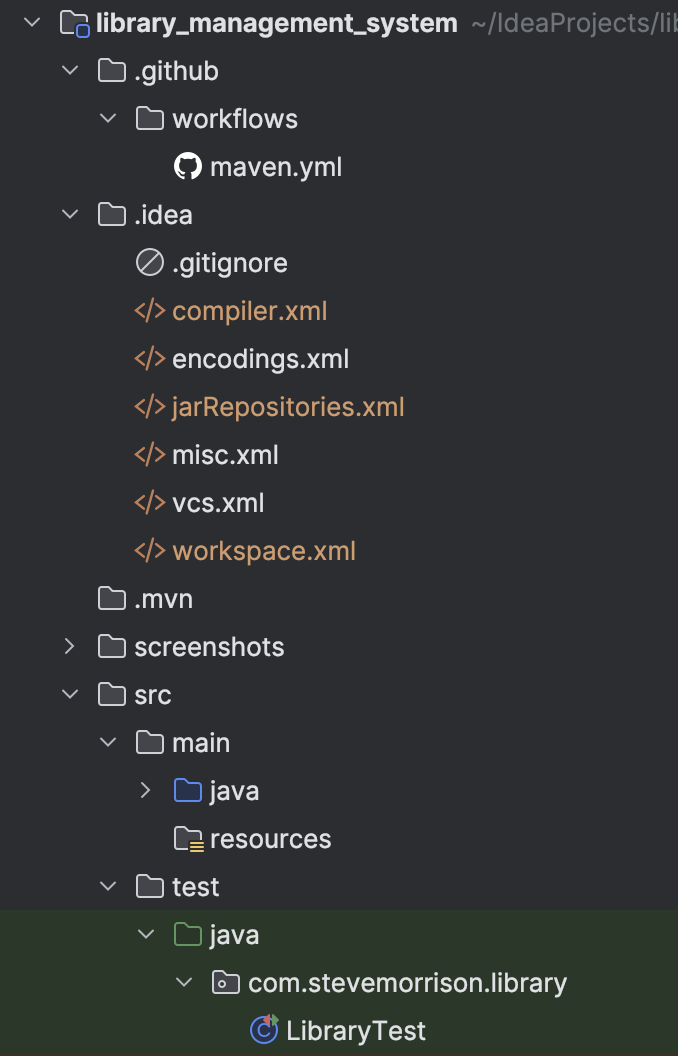 library_management_system ~/IdeaProjects/lib
.github
workflows
maven.yml
.idea
.gitignore
compiler.xml
encodings.xml
jarRepositories.xml
misc.xml
vcs.xml
workspace.xml
.mvn
screenshots
src
main
java
resources
test
java
com.stevemorrison.library
LibraryTest